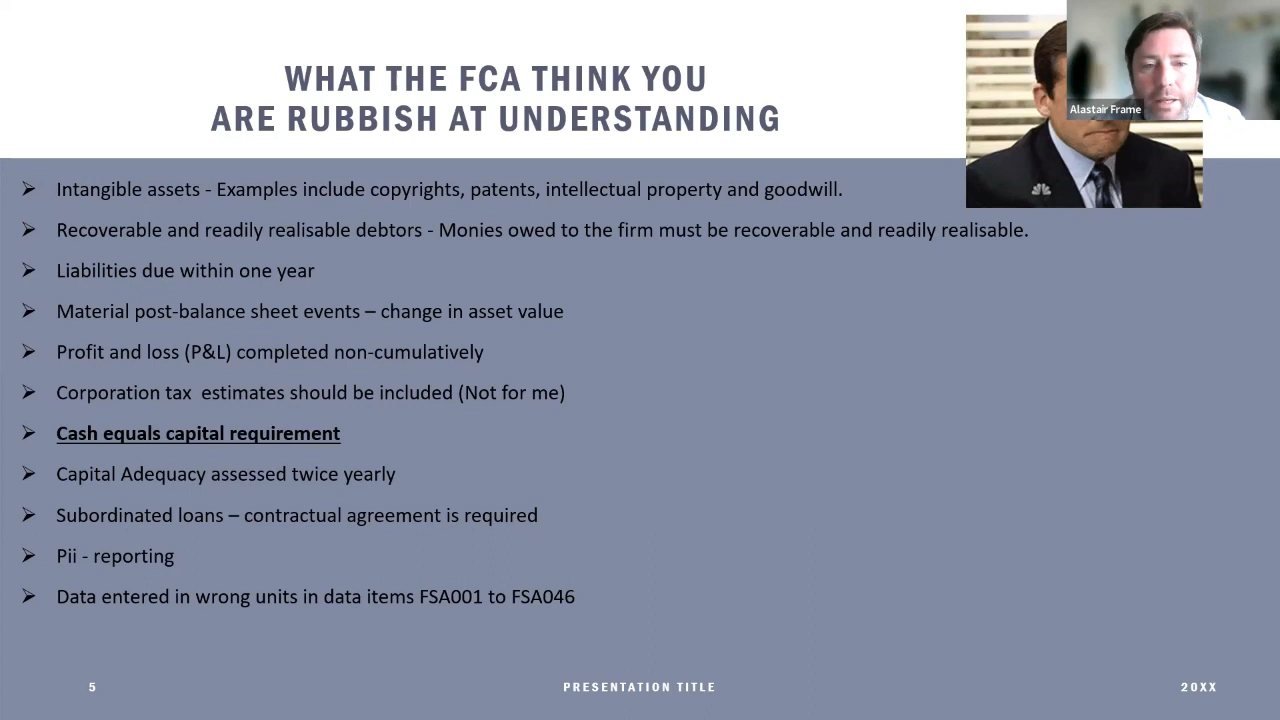 WHAT THE FCA THINK YOU
ARE RUBBISH AT UNDERSTANDING
Alastair Frame
➢ Intangible assets - Examples include copyrights, patents, intellectual property and goodwill.
➢ Recoverable and readily realisable debtors - Monies owed to the firm must be recoverable and readily realisable.
➢ Liabilities due within one year
➢ Material post-balance sheet events – change in asset value
➢ Profit and loss (P&L) completed non-cumulatively
➢ Corporation tax  estimates should be included (Not for me)
➢ Cash equals capital requirement
➢ Capital Adequacy assessed twice yearly
➢ Subordinated loans – contractual agreement is required
➢ Pii - reporting
➢ Data entered in wrong units in data items FSA001 to FSA046
5 PRESENTATION TITLE 20XX